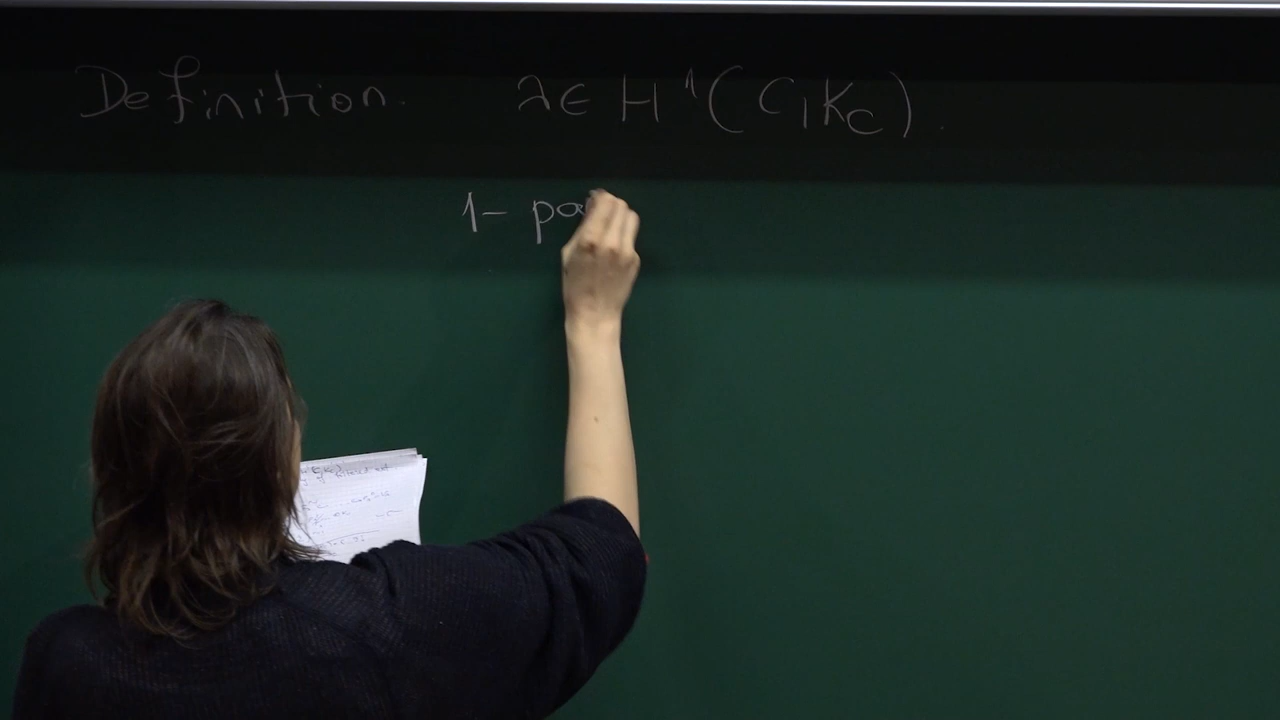 Definition. λ ∈ H¹(C, K_C).
1- pa